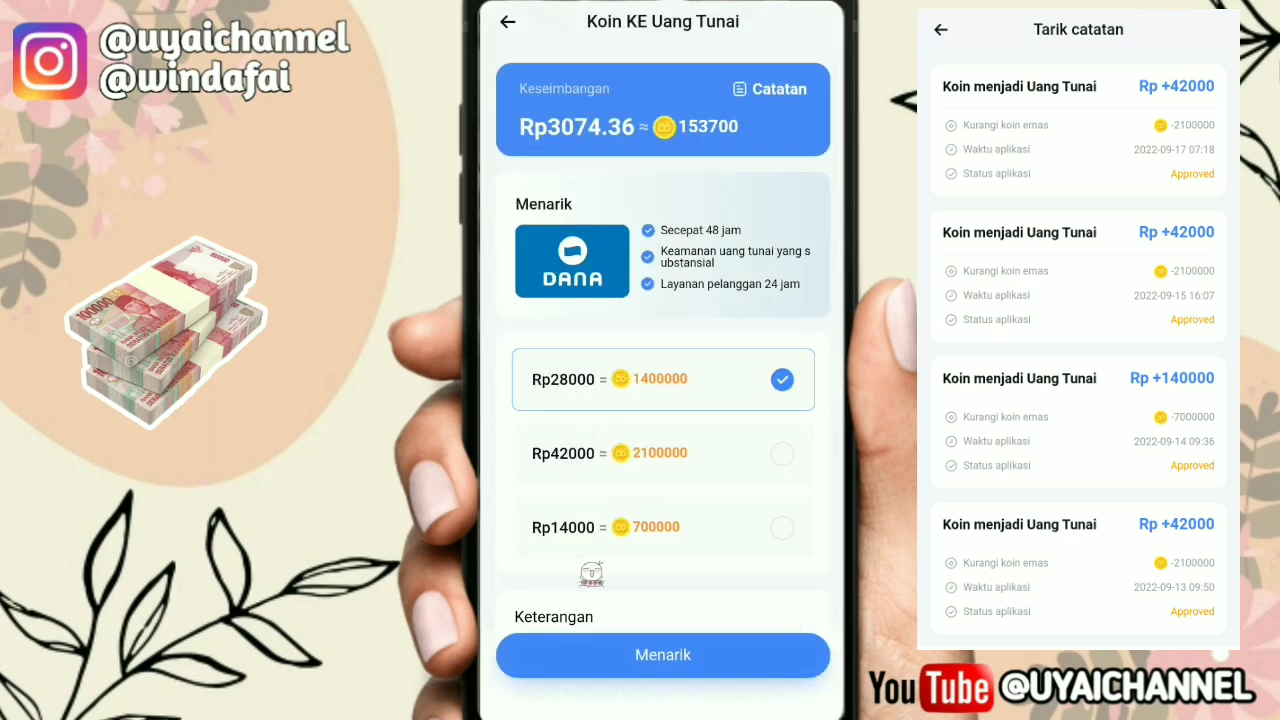 @uyaichannel
@windafai
Koin KE Uang Tunai
Keseimbangan
Catatan
Rp3074.36 ≈ 153700
Menarik
DANA
Secepat 48 jam
Keamanan uang tunai yang s
ubstansial
Layanan pelanggan 24 jam
Rp28000 = 1400000
Rp42000 = 2100000
Rp14000 = 700000
Keterangan
Menarik
Tarik catatan
Koin menjadi Uang Tunai Rp +42000
Kurangi koin emas -2100000
Waktu aplikasi 2022-09-17 07:18
Status aplikasi Approved
Koin menjadi Uang Tunai Rp +42000
Kurangi koin emas -2100000
Waktu aplikasi 2022-09-15 16:07
Status aplikasi Approved
Koin menjadi Uang Tunai Rp +140000
Kurangi koin emas -7000000
Waktu aplikasi 2022-09-14 09:36
Status aplikasi Approved
Koin menjadi Uang Tunai Rp +42000
Kurangi koin emas -2100000
Waktu aplikasi 2022-09-13 09:50
Status aplikasi Approved
YouTube @UYAICHANNEL
100000